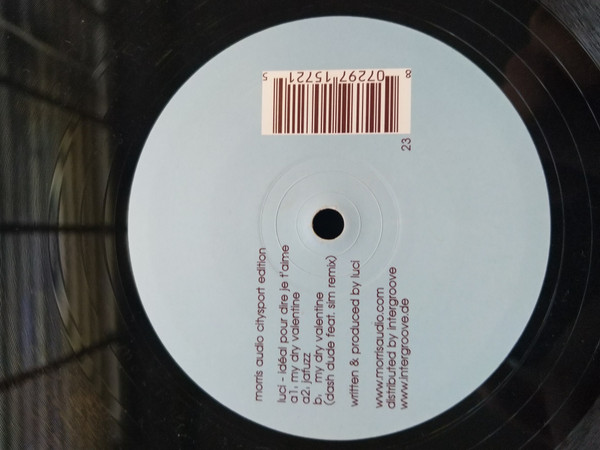 morris audio citysport edition
luci - idéal pour dire je t'aime
a1. my dry valentine
a2. jatuzz
b. my dry valentine
(dash dude feat. sim remix)
written & produced by luci
www.morrisaudio.com
distributed by intergroove
www.intergroove.de
23
8 07297 15721 5